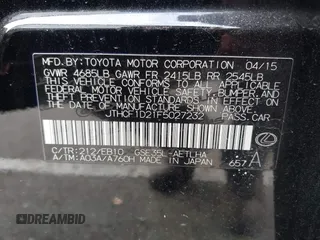 MFD. BY: TOYOTA MOTOR CORPORATION 04/15
GVWR 4685LB GAWR FR 2415LB RR 2545LB
THIS VEHICLE CONFORMS TO ALL APPLICABLE
FEDERAL MOTOR VEHICLE SAFETY, BUMPER, AND
THEFT PREVENTION STANDARDS IN EFFECT ON
THE DATE OF MANUFACTURE SHOWN ABOVE.
JTHCF1D21F5027232
PASSENGER CAR
C/TR:212/EB10 GSE35L-AETLHA
A/TM:A03A/A760H MADE IN JAPAN 657A
DREAMBID